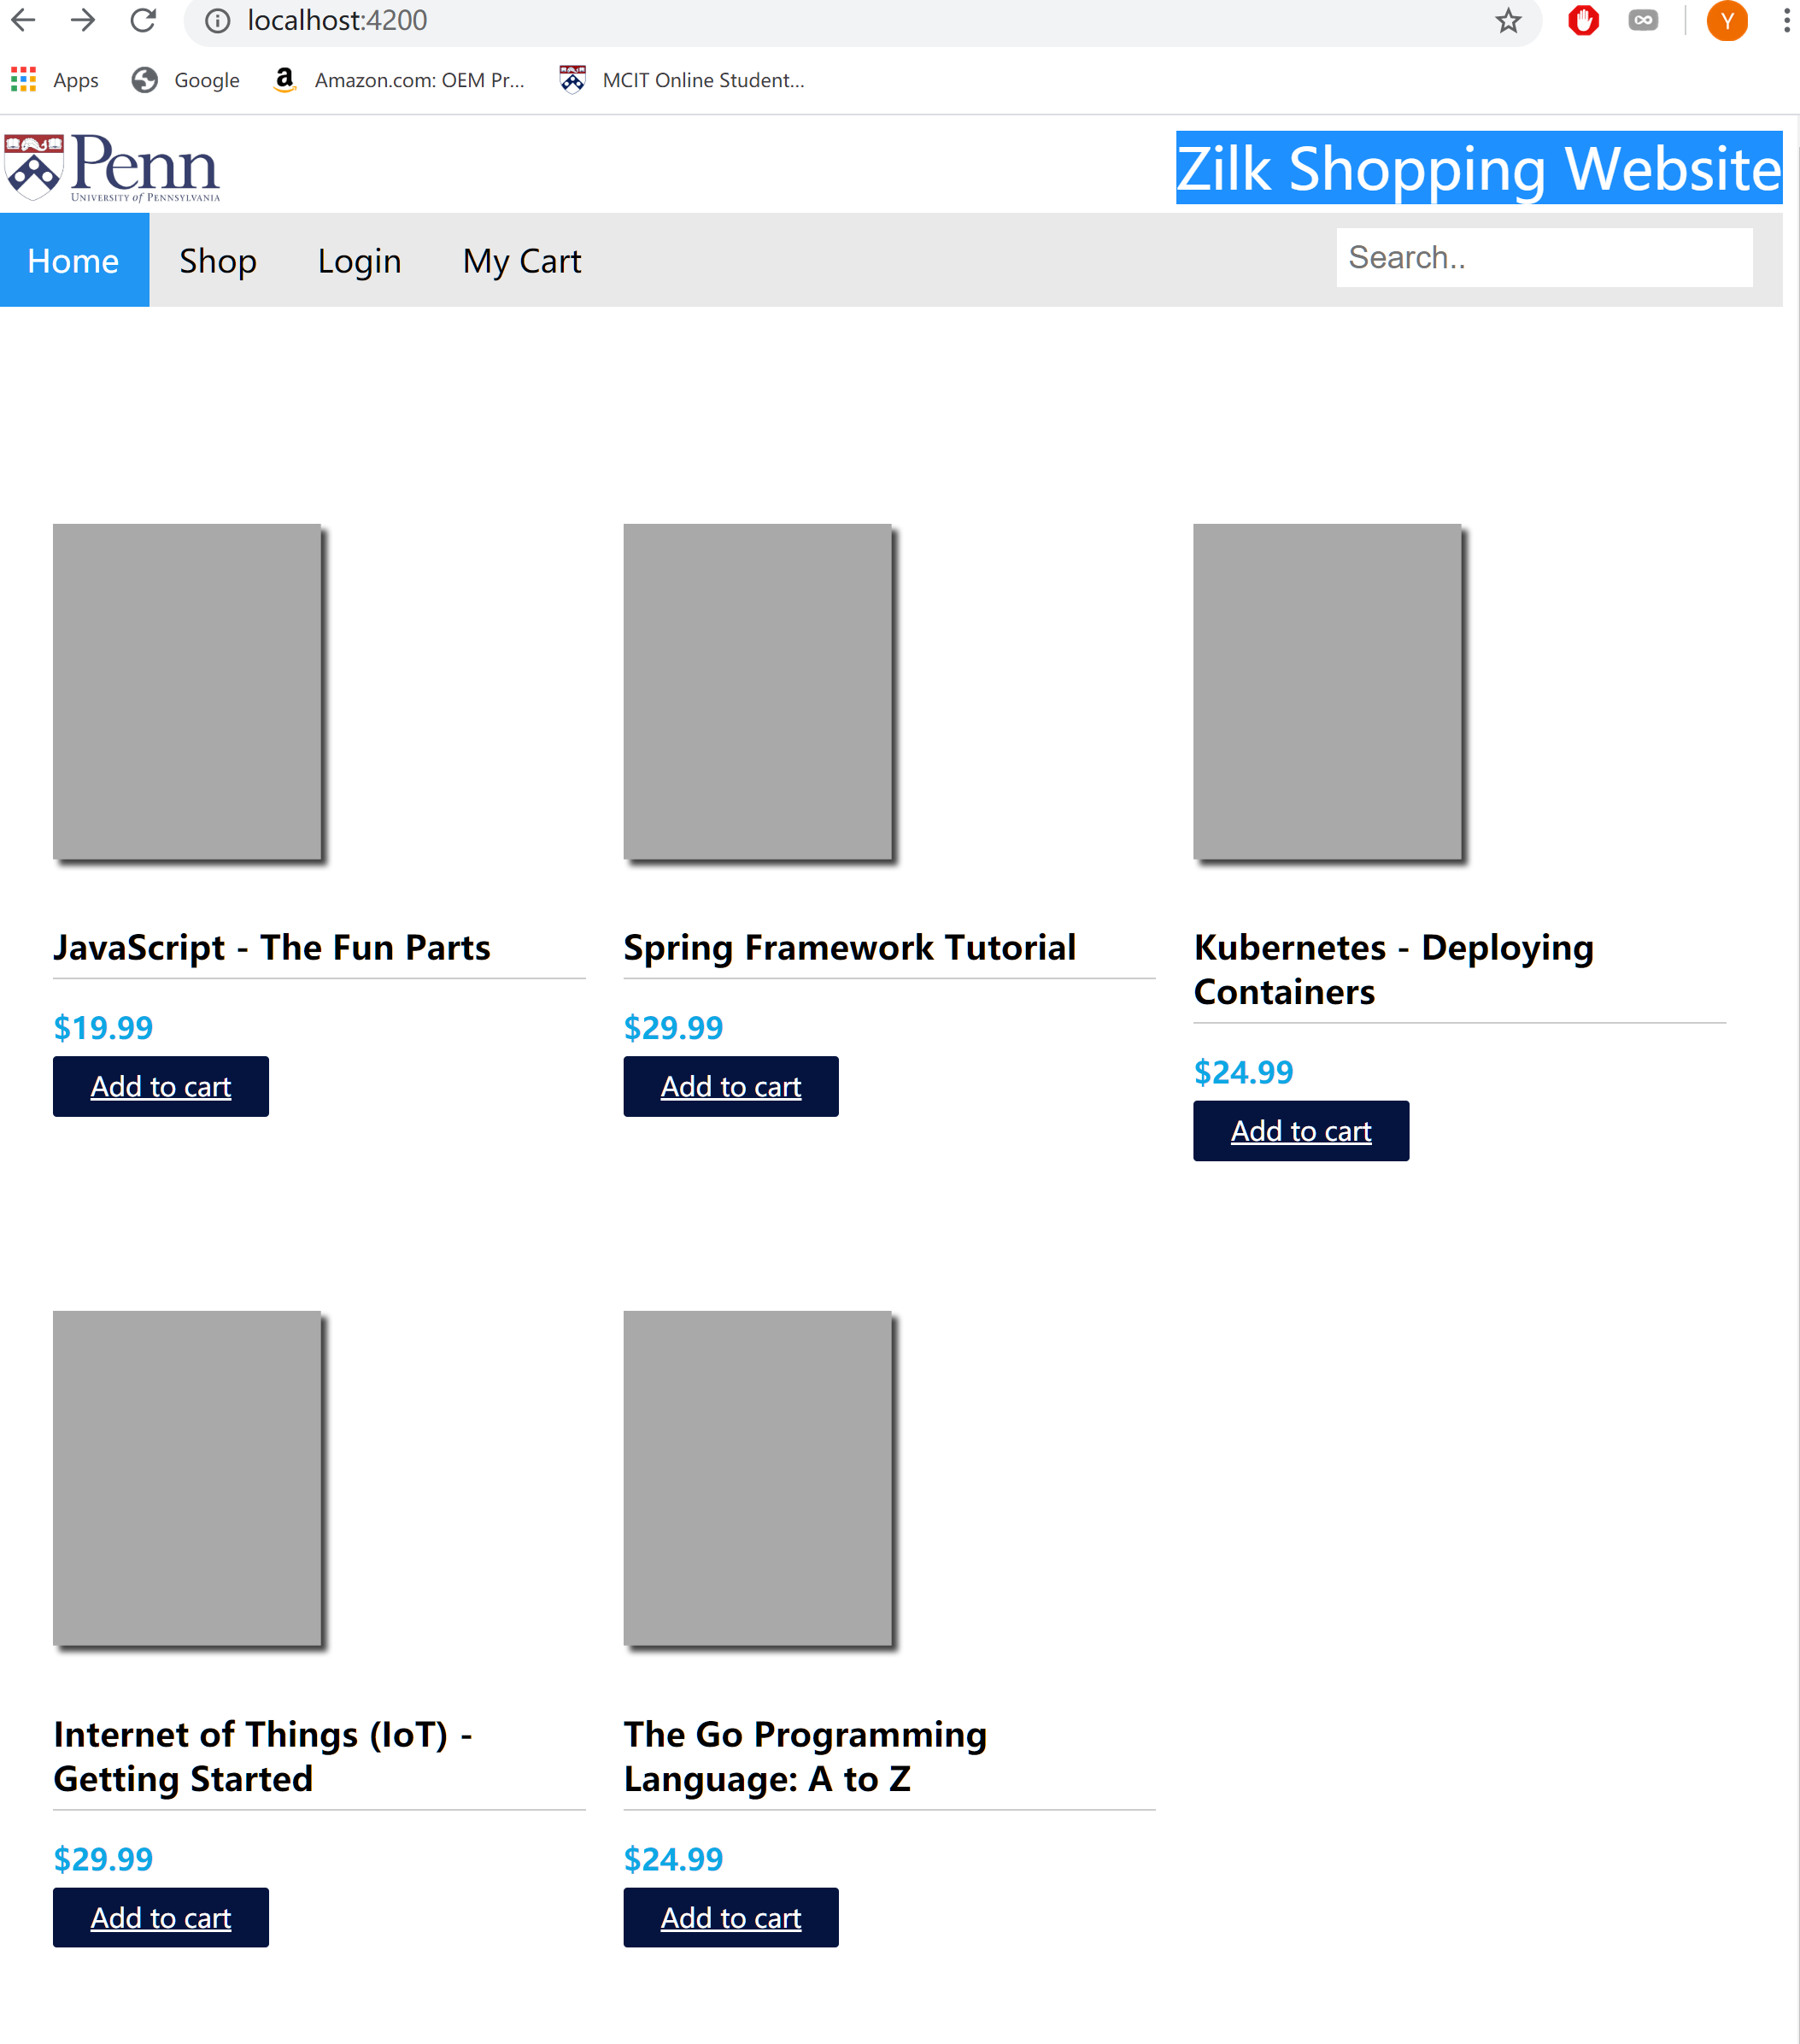 localhost:4200
Y
Apps Google Amazon.com: OEM Pr... MCIT Online Student...
Penn
UNIVERSITY of PENNSYLVANIA
Zilk Shopping Website
Home Shop Login My Cart Search..
JavaScript - The Fun Parts
$19.99
Add to cart
Spring Framework Tutorial
$29.99
Add to cart
Kubernetes - Deploying
Containers
$24.99
Add to cart
Internet of Things (IoT) -
Getting Started
$29.99
Add to cart
The Go Programming
Language: A to Z
$24.99
Add to cart